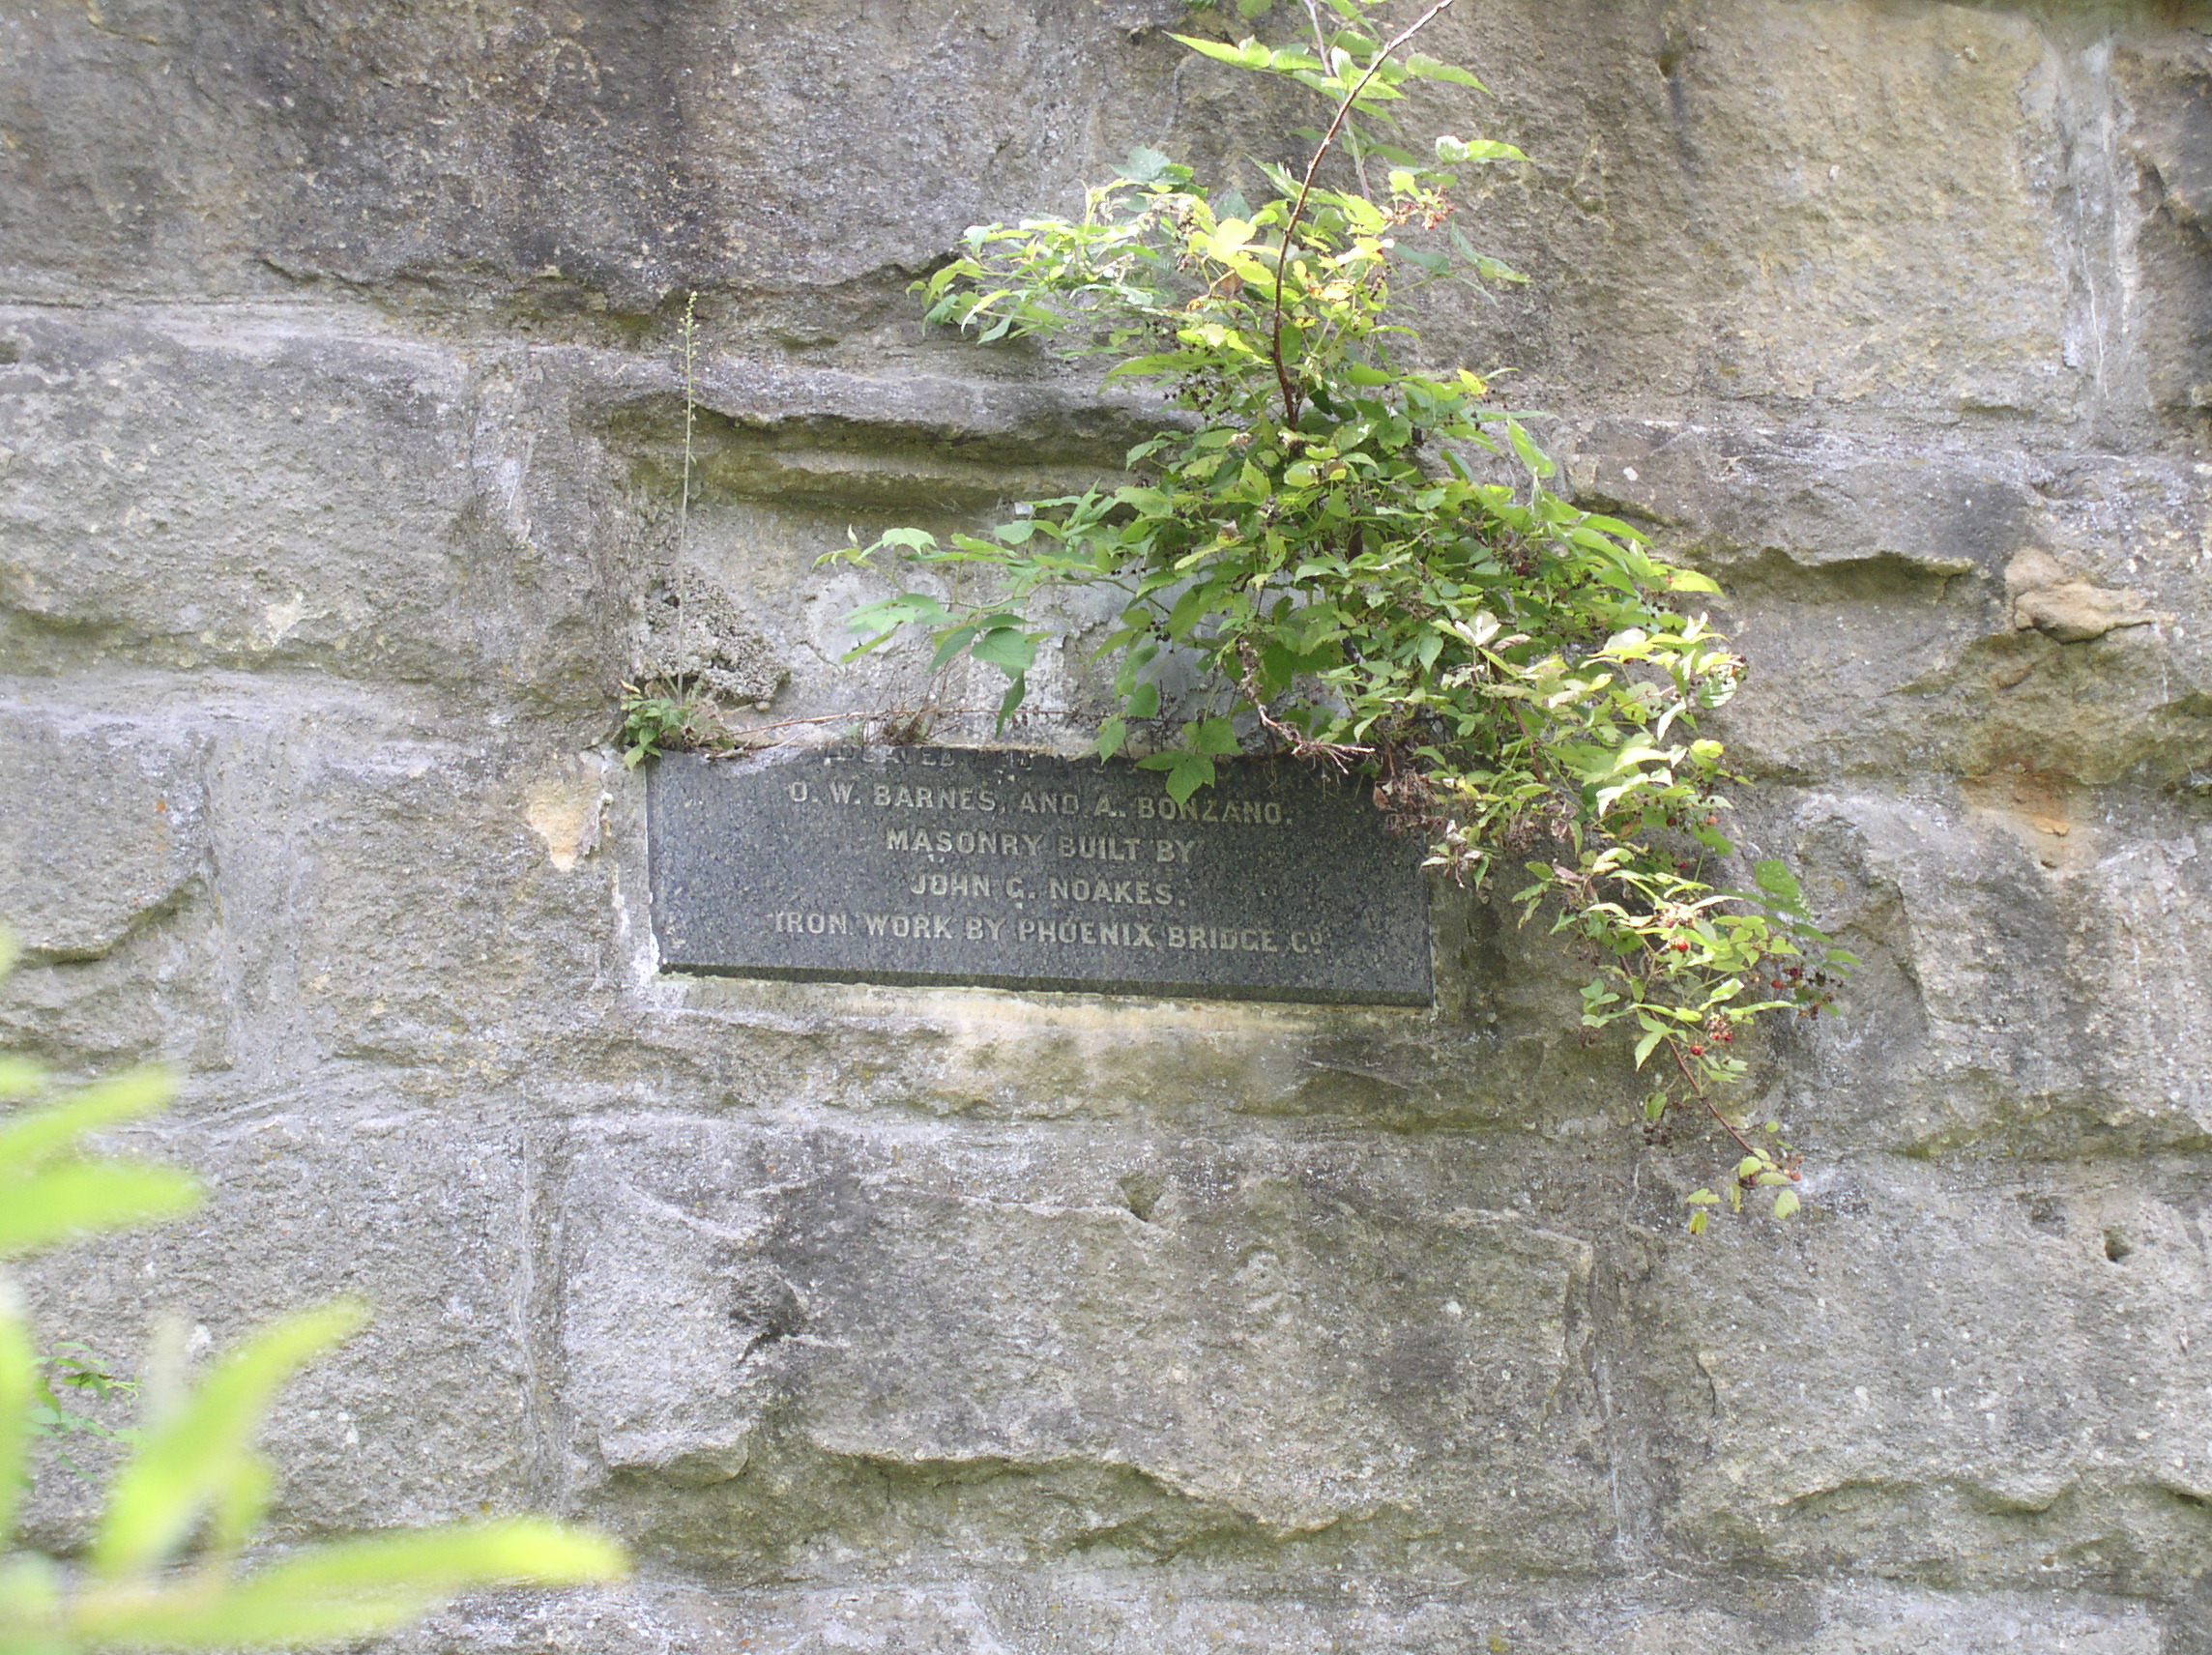 O. W. BARNES, AND A. BONZANO.
MASONRY BUILT BY
JOHN G. NOAKES.
IRON WORK BY PHOENIX BRIDGE Co.